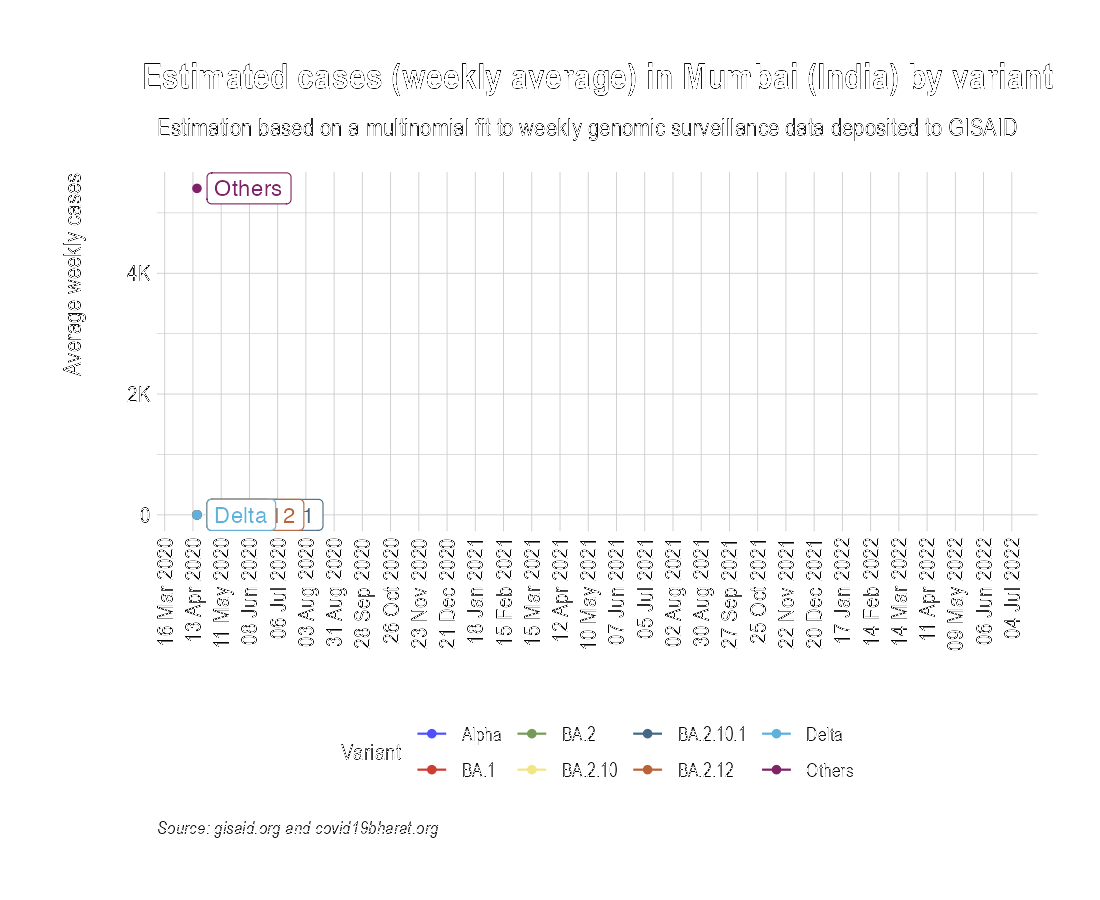 Estimated cases (weekly average) in Mumbai (India) by variant
Estimation based on a multinomial fit to weekly genomic surveillance data deposited to GISAID
Average weekly cases
Others
4K
2K
0
Delta
2
1
16 Mar 2020
13 Apr 2020
11 May 2020
08 Jun 2020
06 Jul 2020
03 Aug 2020
31 Aug 2020
28 Sep 2020
26 Oct 2020
23 Nov 2020
21 Dec 2020
18 Jan 2021
15 Feb 2021
15 Mar 2021
12 Apr 2021
10 May 2021
07 Jun 2021
05 Jul 2021
02 Aug 2021
30 Aug 2021
27 Sep 2021
25 Oct 2021
22 Nov 2021
20 Dec 2021
17 Jan 2022
14 Feb 2022
14 Mar 2022
11 Apr 2022
09 May 2022
06 Jun 2022
04 Jul 2022
Variant
Alpha BA.2 BA.2.10.1 Delta
BA.1 BA.2.10 BA.2.12 Others
Source: gisaid.org and covid19bharat.org